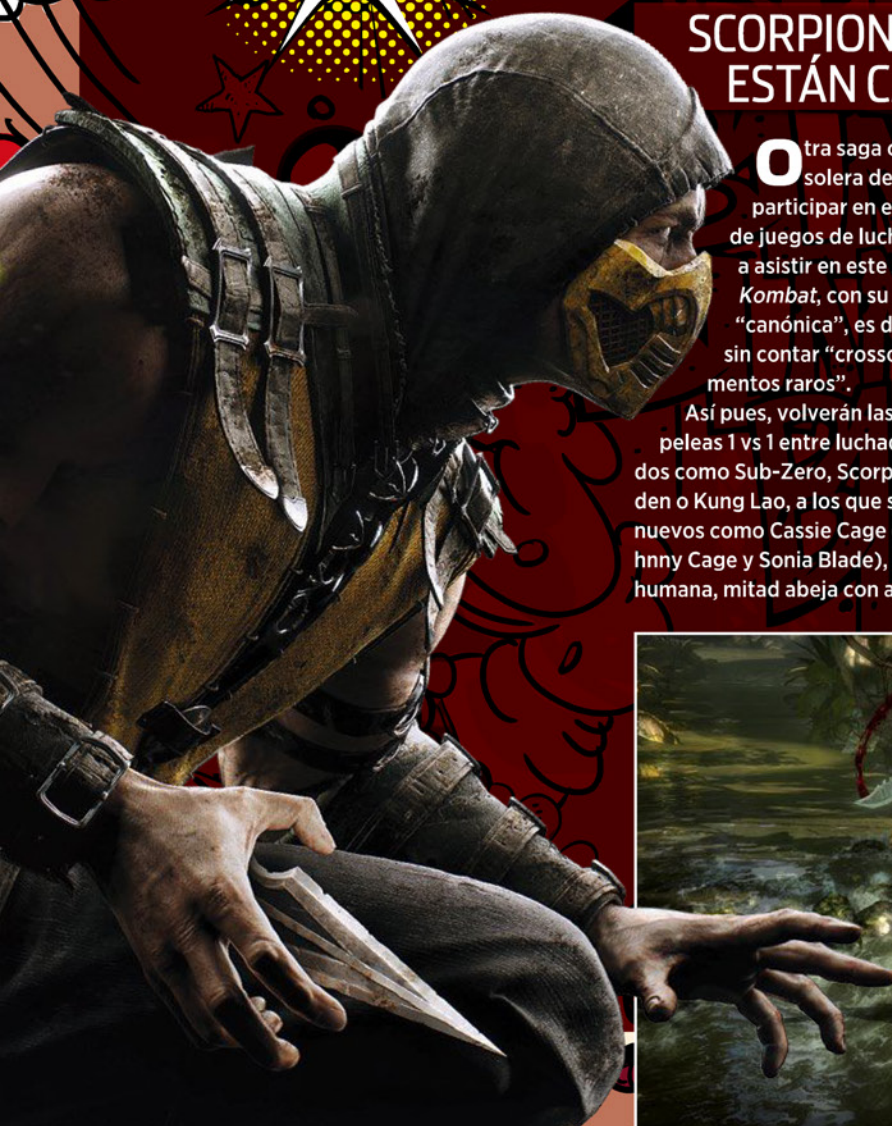 SCORPION
ESTÁN C
Otra saga
solera de
participar en e
de juegos de luch
a asistir en este
Kombat, con su
“canónica”, es d
sin contar “crosso
mentos raros”.
Así pues, volverán las
peleas 1 vs 1 entre luchad
dos como Sub-Zero, Scorp
den o Kung Lao, a los que s
nuevos como Cassie Cage
hnny Cage y Sonia Blade),
humana, mitad abeja con a